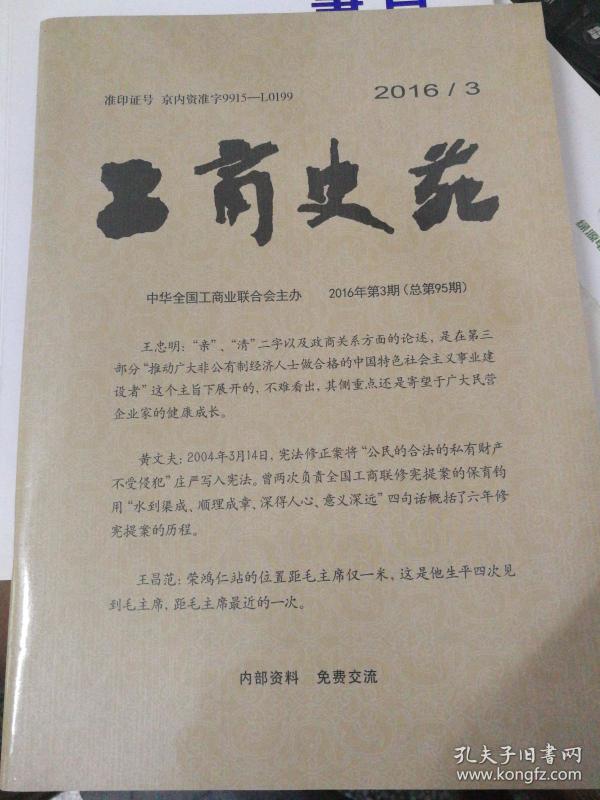 書目
准印证号 京内资准字9915—L0199
2016/3
工商史苑
中华全国工商业联合会主办 2016年第3期(总第95期)
王忠明：“亲”、“清”二字以及政商关系方面的论述，是在第三
部分“推动广大非公有制经济人士做合格的中国特色社会主义事业建
设者”这个主旨下展开的，不难看出，其侧重点还是寄望于广大民营
企业家的健康成长。
黄文夫：2004年3月14日，宪法修正案将“公民的合法的私有财产
不受侵犯”庄严写入宪法。曾两次负责全国工商联修宪提案的保育钧
用“水到渠成、顺理成章、深得人心、意义深远”四句话概括了六年修
宪提案的历程。
王昌范：荣鸿仁站的位置距毛主席仅一米，这是他生平四次见
到毛主席，距毛主席最近的一次。
内部资料 免费交流
孔夫子旧书网
www.kongfz.com